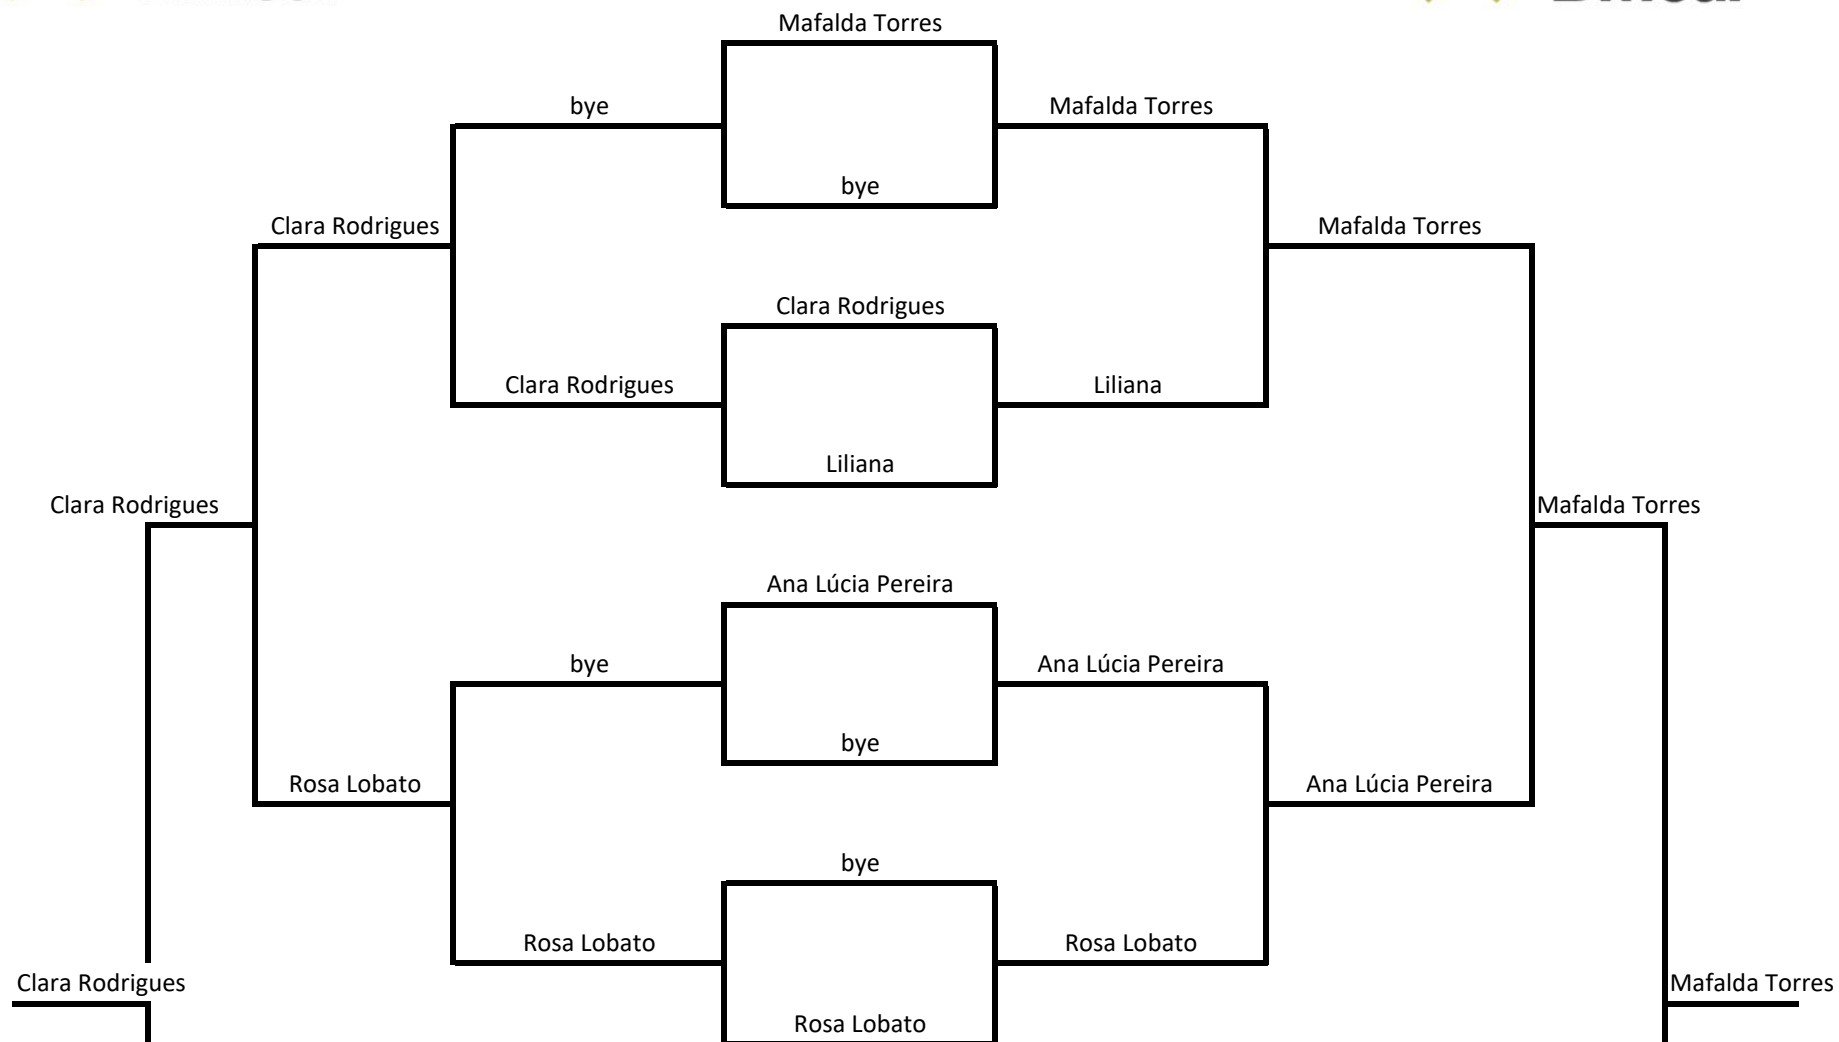 Mafalda Torres
bye
Mafalda Torres
bye
Clara Rodrigues
Mafalda Torres
Clara Rodrigues
Clara Rodrigues
Liliana
Liliana
Clara Rodrigues
Mafalda Torres
Ana Lúcia Pereira
bye
Ana Lúcia Pereira
bye
Rosa Lobato
Ana Lúcia Pereira
bye
Rosa Lobato
Rosa Lobato
Clara Rodrigues
Mafalda Torres
Rosa Lobato